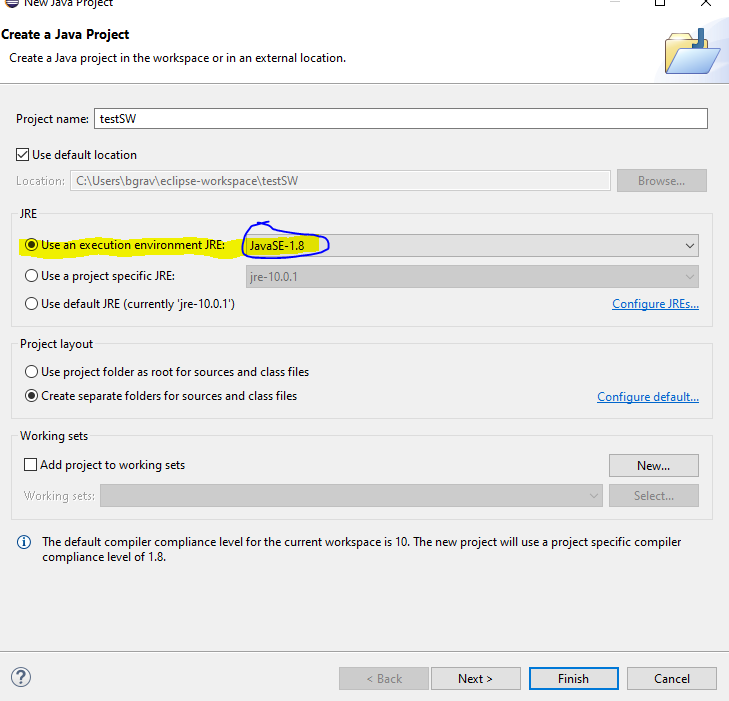 New Java Project
Create a Java Project
Create a Java project in the workspace or in an external location.
Project name: testSW
Use default location
Location: C:\Users\bgrav\eclipse-workspace\testSW Browse...
JRE
Use an execution environment JRE: JavaSE-1.8
Use a project specific JRE: jre-10.0.1
Use default JRE (currently 'jre-10.0.1') Configure JREs...
Project layout
Use project folder as root for sources and class files
Create separate folders for sources and class files Configure default...
Working sets
Add project to working sets New...
Working sets: Select...
The default compiler compliance level for the current workspace is 10. The new project will use a project specific compiler
compliance level of 1.8.
? < Back Next > Finish Cancel